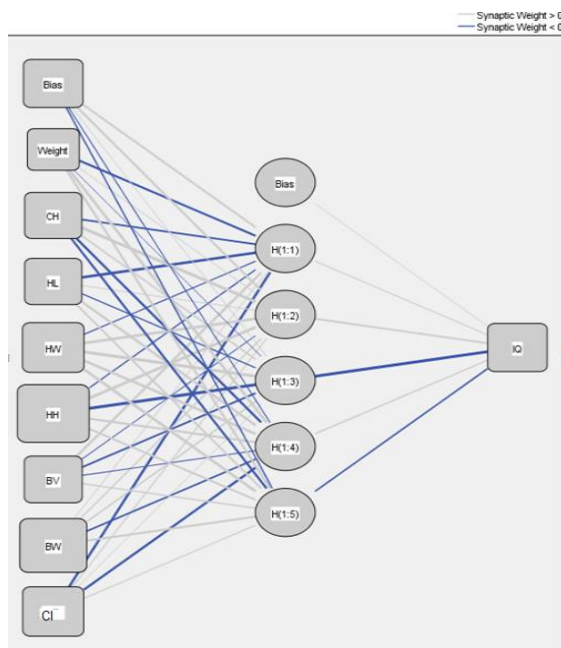 Synaptic Weight > 0
Synaptic Weight < 0
Bias
Weight
CH
HL
HW
HH
BV
BW
CI
Bias
H(1:1)
H(1:2)
H(1:3)
H(1:4)
H(1:5)
IQ